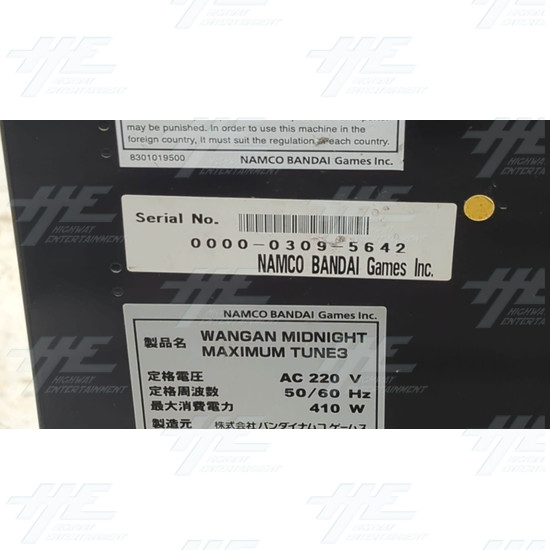 may be punished. In order to use this machine in the
foreign country, It must suit the regulation of each country.
8301019500 NAMCO BANDAI Games Inc.
Serial No.
0000-0309-5642
NAMCO BANDAI Games Inc.
NAMCO BANDAI Games Inc.
製品名 WANGAN MIDNIGHT
MAXIMUM TUNE3
定格電圧 AC 220 V
定格周波数 50/60 Hz
最大消費電力 410 W
製造元 株式会社バンダイナムコゲームス
HIGHWAY
ENTERTAINMENT